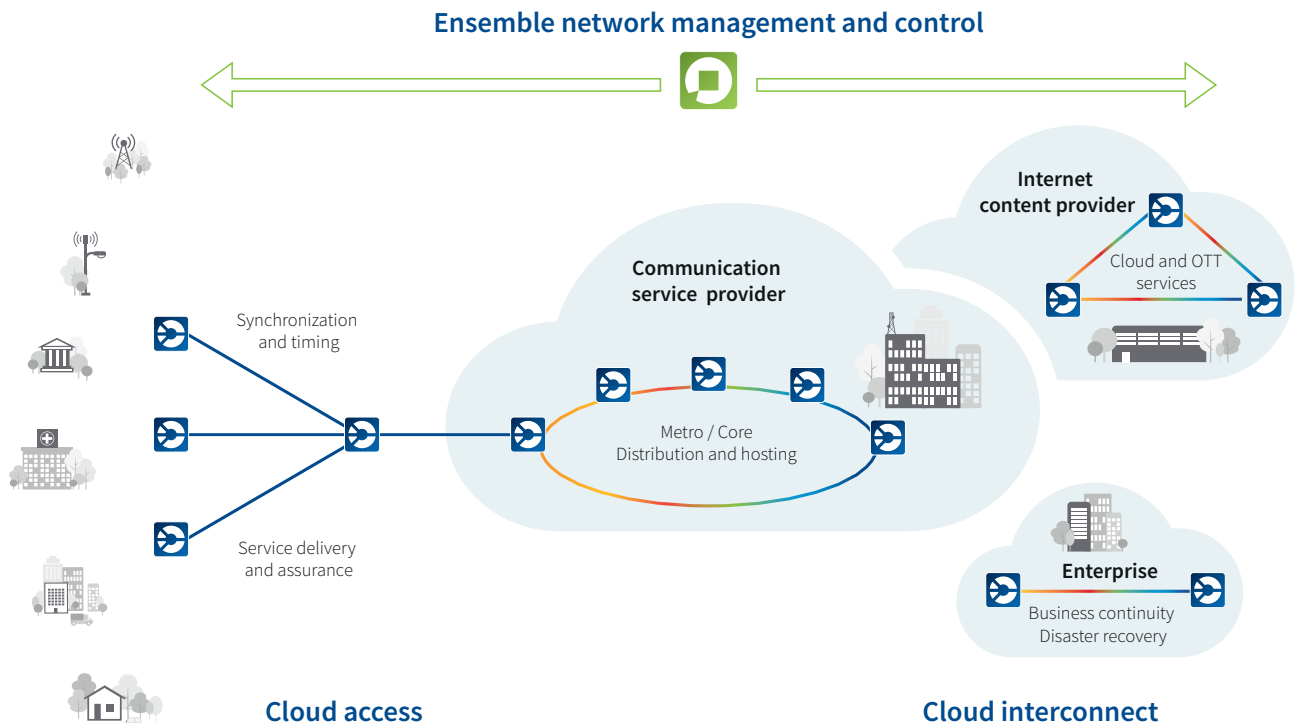 Ensemble network management and control
Internet
content provider
Cloud and OTT
services
Communication
service provider
Synchronization
and timing
Metro / Core
Distribution and hosting
Service delivery
and assurance
Enterprise
Business continuity
Disaster recovery
Cloud access
Cloud interconnect